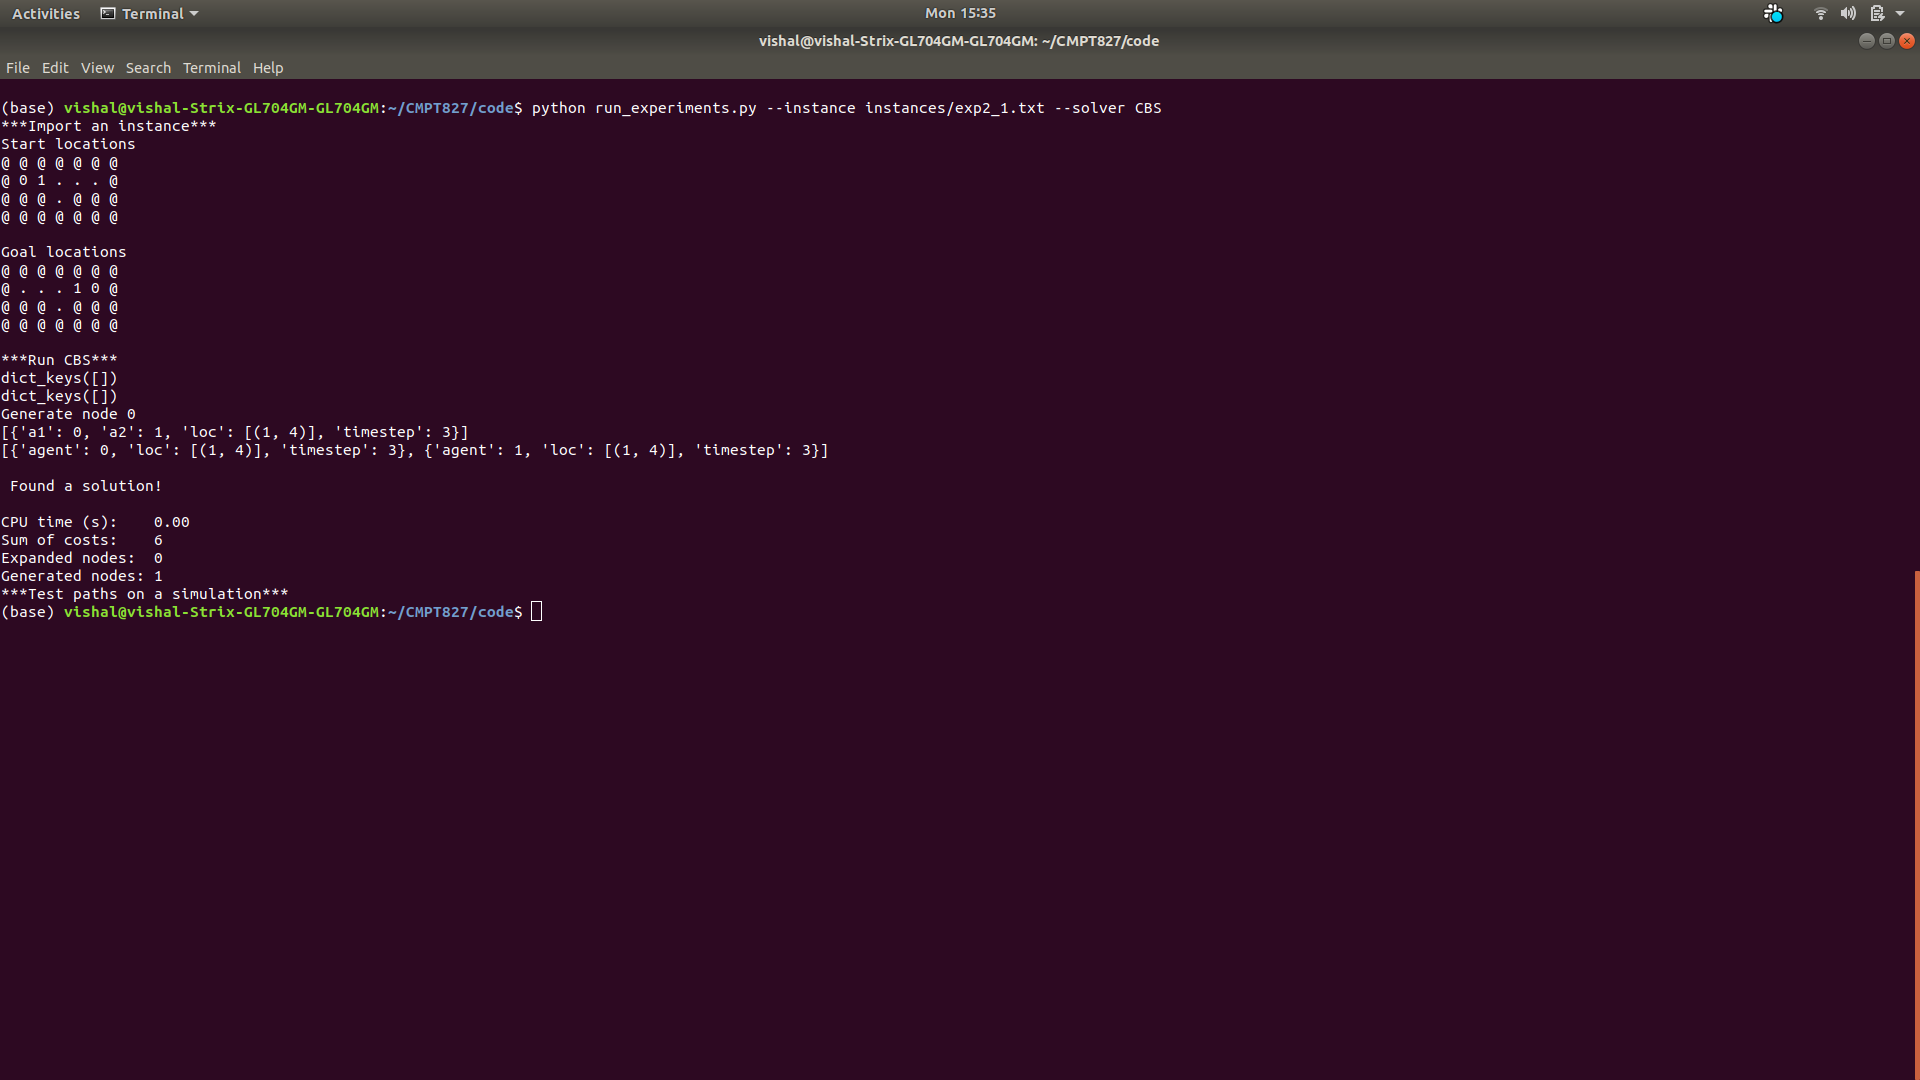 Activities Terminal Mon 15:35
vishal@vishal-Strix-GL704GM-GL704GM: ~/CMPT827/code
File Edit View Search Terminal Help
(base) vishal@vishal-Strix-GL704GM-GL704GM:~/CMPT827/code$ python run_experiments.py --instance instances/exp2_1.txt --solver CBS
***Import an instance***
Start locations
@ @ @ @ @ @ @
@ 0 1 . . . @
@ @ @ . @ @ @
@ @ @ @ @ @ @
Goal locations
@ @ @ @ @ @ @
@ . . . 1 0 @
@ @ @ . @ @ @
@ @ @ @ @ @ @
***Run CBS***
dict_keys([])
dict_keys([])
Generate node 0
[{'a1': 0, 'a2': 1, 'loc': [(1, 4)], 'timestep': 3}]
[{'agent': 0, 'loc': [(1, 4)], 'timestep': 3}, {'agent': 1, 'loc': [(1, 4)], 'timestep': 3}]
Found a solution!
CPU time (s): 0.00
Sum of costs: 6
Expanded nodes: 0
Generated nodes: 1
***Test paths on a simulation***
(base) vishal@vishal-Strix-GL704GM-GL704GM:~/CMPT827/code$